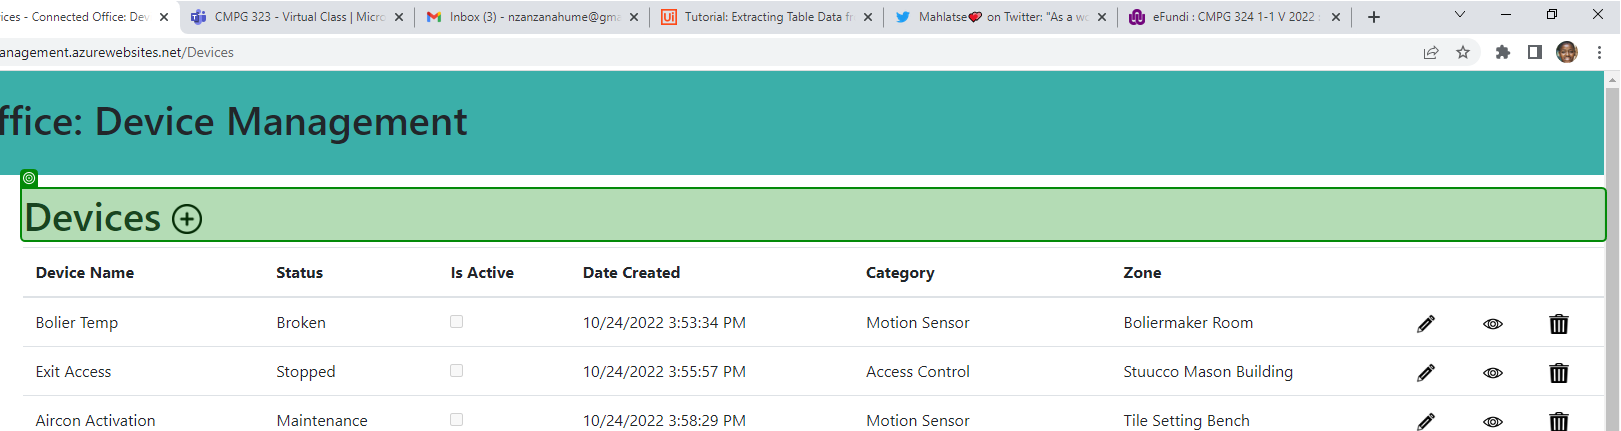 ices - Connected Office: De
CMPG 323 - Virtual Class | Micro
Inbox (3) - nzanzanahume@gma
Ui Tutorial: Extracting Table Data fr
Mahlatse on Twitter: "As a wo
eFundi : CMPG 324 1-1 V 2022
anagement.azurewebsites.net/Devices
ffice: Device Management
Devices
Device Name Status Is Active Date Created Category Zone
Bolier Temp Broken 10/24/2022 3:53:34 PM Motion Sensor Boliermaker Room
Exit Access Stopped 10/24/2022 3:55:57 PM Access Control Stuucco Mason Building
Aircon Activation Maintenance 10/24/2022 3:58:29 PM Motion Sensor Tile Setting Bench